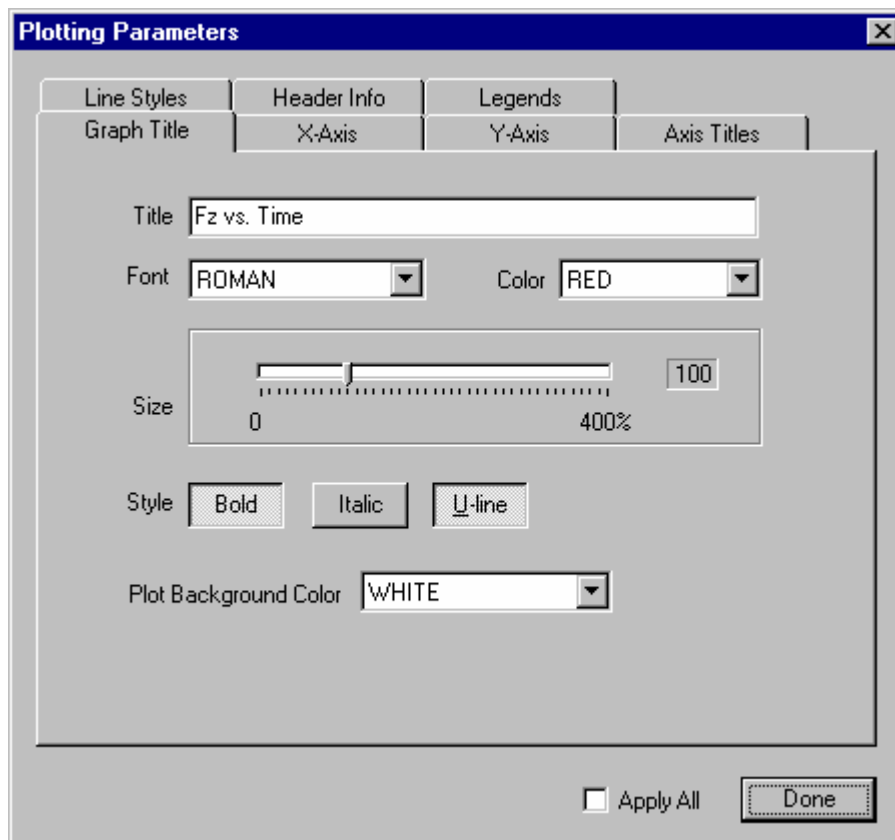 Plotting Parameters
Line Styles Header Info Legends
Graph Title X-Axis Y-Axis Axis Titles
Title Fz vs. Time
Font ROMAN Color RED
Size 100
0 400%
Style Bold Italic U-line
Plot Background Color WHITE
Apply All Done